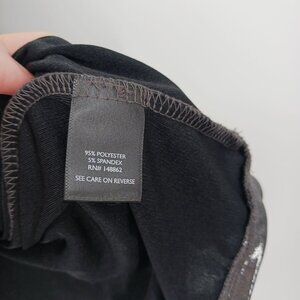 95% POLYESTER
5% SPANDEX
RN# 148862
SEE CARE ON REVERSE